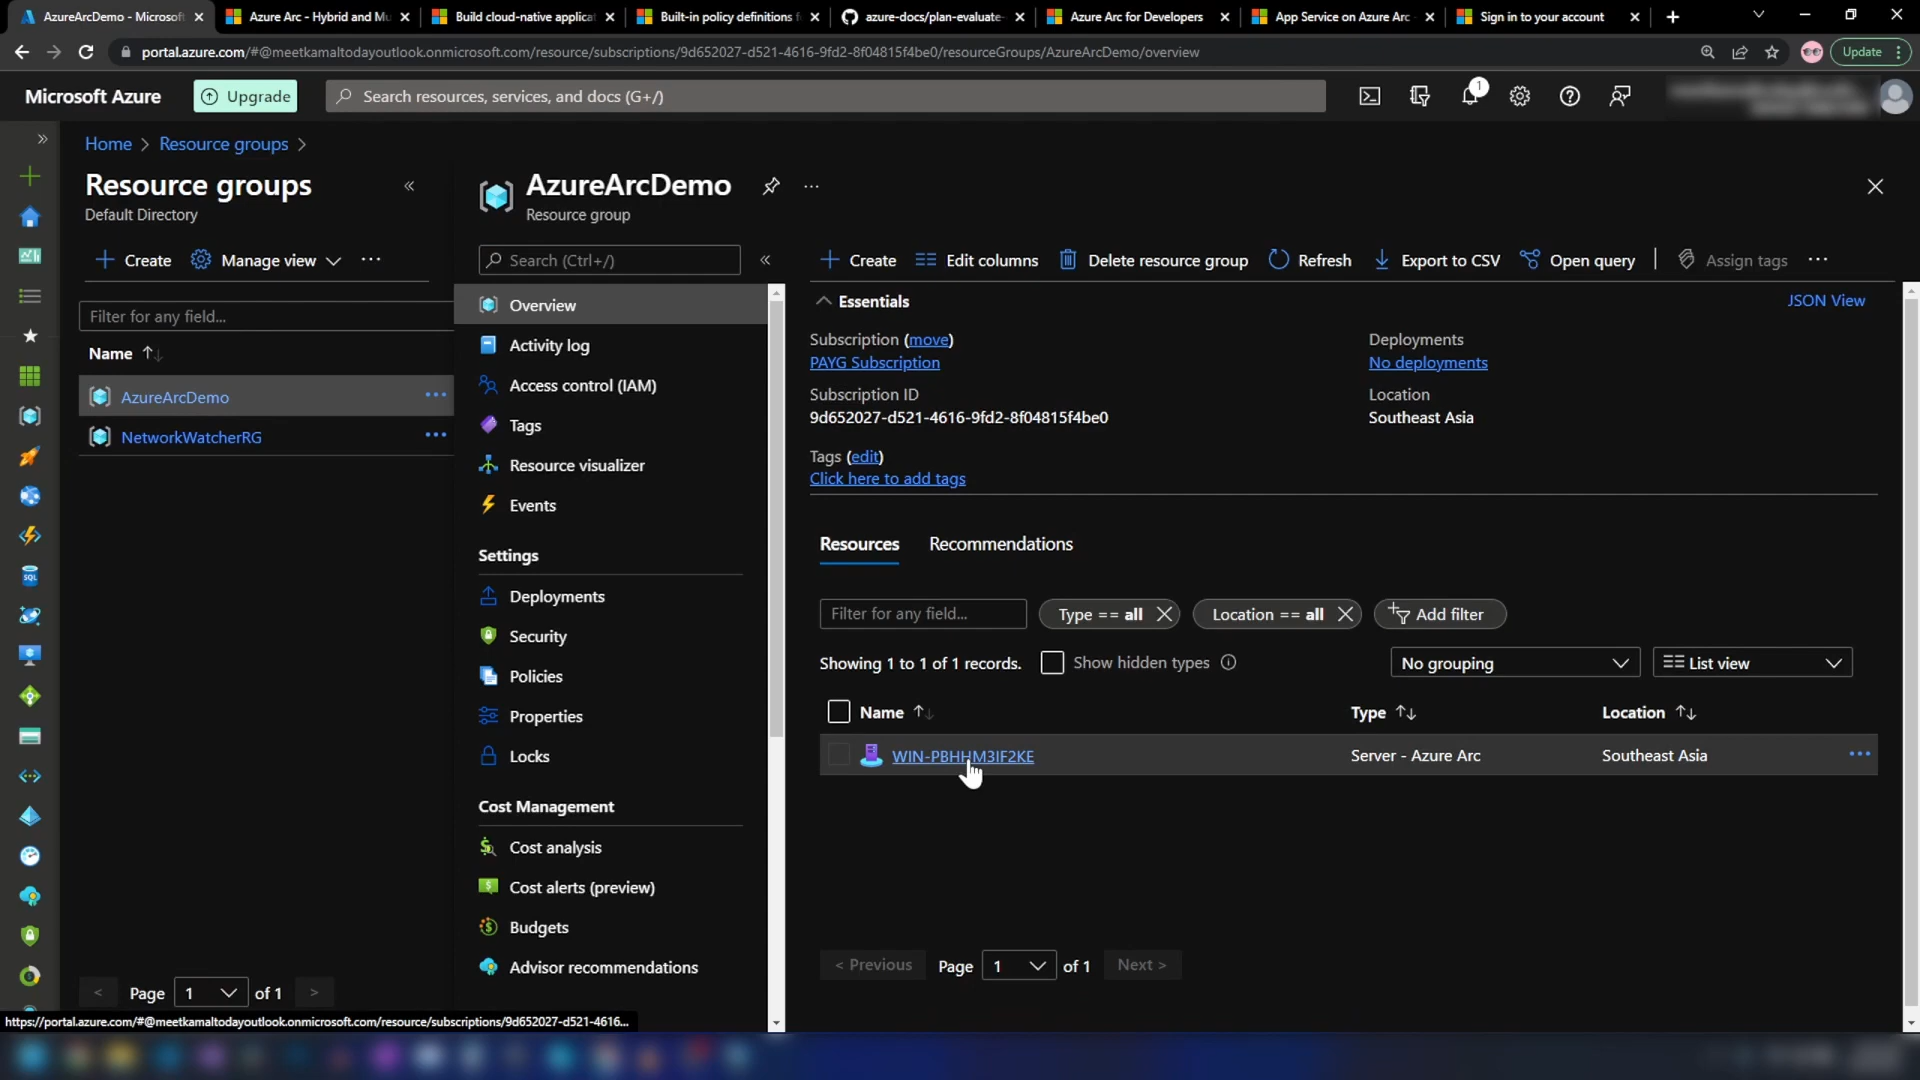 AzureArcDemo - Microsoft
Azure Arc - Hybrid and Mu
Build cloud-native applicat
Built-in policy definitions f
azure-docs/plan-evaluate-
Azure Arc for Developers
App Service on Azure Arc -
Sign in to your account
portal.azure.com/#@meetkamaltodayoutlook.onmicrosoft.com/resource/subscriptions/9d652027-d521-4616-9fd2-8f04815f4be0/resourceGroups/AzureArcDemo/overview
Update
Microsoft Azure
Upgrade
Search resources, services, and docs (G+/)
1
Home > Resource groups >
Resource groups
Default Directory
Create
Manage view
Filter for any field...
Name
AzureArcDemo
NetworkWatcherRG
< Page 1 of 1 >
AzureArcDemo
Resource group
Search (Ctrl+/)
Overview
Activity log
Access control (IAM)
Tags
Resource visualizer
Events
Settings
Deployments
Security
Policies
Properties
Locks
Cost Management
Cost analysis
Cost alerts (preview)
Budgets
Advisor recommendations
Create
Edit columns
Delete resource group
Refresh
Export to CSV
Open query
Assign tags
Essentials
JSON View
Subscription (move)
PAYG Subscription
Subscription ID
9d652027-d521-4616-9fd2-8f04815f4be0
Deployments
No deployments
Location
Southeast Asia
Tags (edit)
Click here to add tags
Resources
Recommendations
Filter for any field...
Type == all
Location == all
Add filter
Showing 1 to 1 of 1 records.
Show hidden types
No grouping
List view
Name
Type
Location
WIN-PBHHM3IF2KE
Server - Azure Arc
Southeast Asia
< Previous
Page 1 of 1
Next >
https://portal.azure.com/#@meetkamaltodayoutlook.onmicrosoft.com/resource/subscriptions/9d652027-d521-4616...